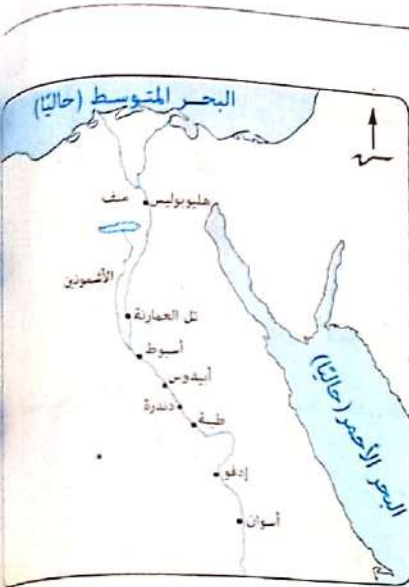 البحر المتوسط (حاليًا)
هليوبوليس
منف
الأشمونين
تل العمارنة
أسيوط
أبيدوس
دندرة
طيبة
إدفو
أسوان
البحر الأحمر (حاليًا)